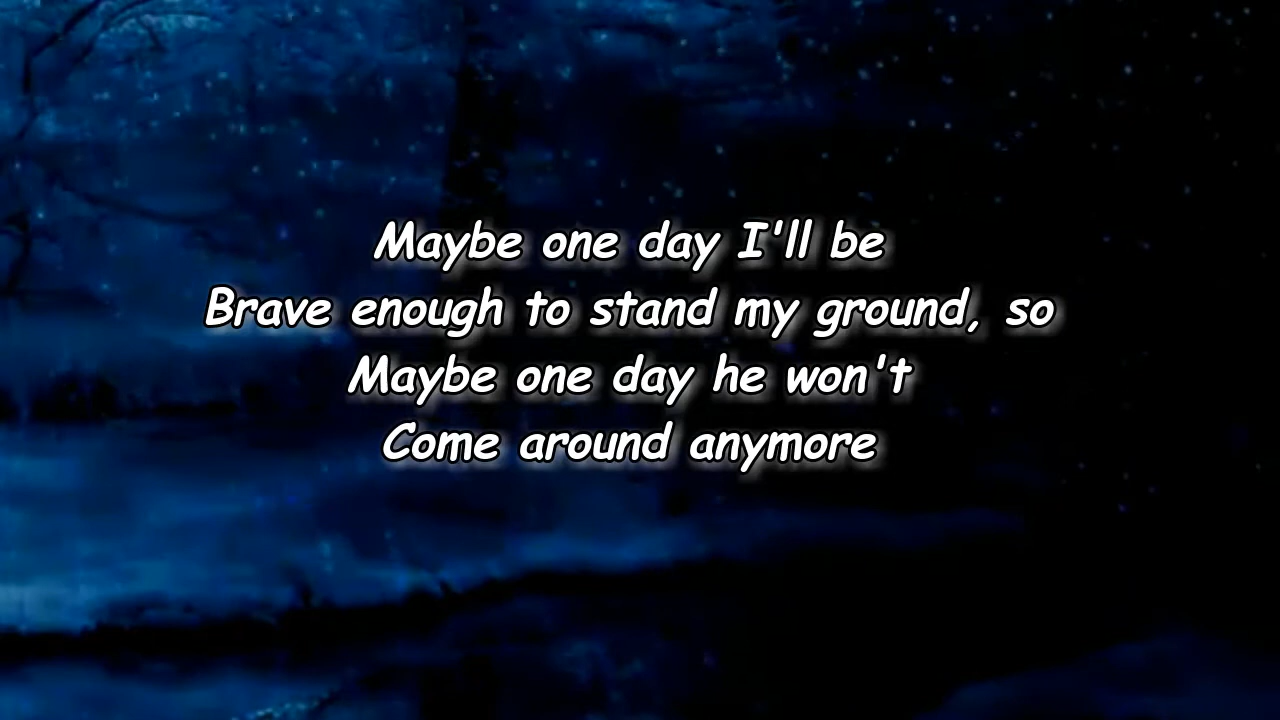 Maybe one day I'll be
Brave enough to stand my ground, so
Maybe one day he won't
Come around anymore